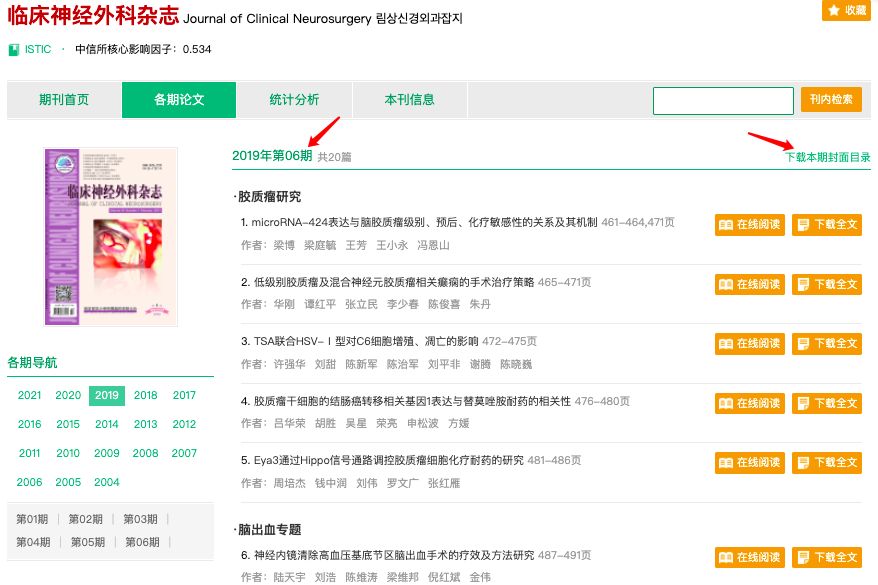 临床神经外科杂志 Journal of Clinical Neurosurgery 림상신경외과잡지
收藏
ISTIC · 中信所核心影响因子：0.534
期刊首页 各期论文 统计分析 本刊信息 刊内检索
2019年第06期 共20篇 下载本期封面目录
临床神经外科杂志
·胶质瘤研究
1. microRNA-424表达与脑胶质瘤级别、预后、化疗敏感性的关系及其机制 461-464,471页
在线阅读 下载全文
作者：梁博 梁庭毓 王芳 王小永 冯恩山
2. 低级别胶质瘤及混合神经元胶质瘤相关癫痫的手术治疗策略 465-471页
在线阅读 下载全文
作者：华刚 谭红平 张立民 李少春 陈俊喜 朱丹
3. TSA联合HSV-Ⅰ型对C6细胞增殖、凋亡的影响 472-475页
在线阅读 下载全文
作者：许强华 刘甜 陈新军 陈治军 刘平非 谢腾 陈晓巍
4. 胶质瘤干细胞的结肠癌转移相关基因1表达与替莫唑胺耐药的相关性 476-480页
在线阅读 下载全文
作者：吕华荣 胡胜 吴星 荣亮 申松波 方媛
5. Eya3通过Hippo信号通路调控胶质瘤细胞化疗耐药的研究 481-486页
在线阅读 下载全文
作者：周培杰 钱中润 刘伟 罗文广 张红雁
·脑出血专题
6. 神经内镜清除高血压基底节区脑出血手术的疗效及方法研究 487-491页
在线阅读 下载全文
作者：陆天宇 刘浩 陈维涛 梁维邦 倪红斌 金伟
各期导航
2021 2020 2019 2018 2017
2016 2015 2014 2013 2012
2011 2010 2009 2008 2007
2006 2005 2004
第01期 | 第02期 | 第03期 |
第04期 | 第05期 | 第06期 |